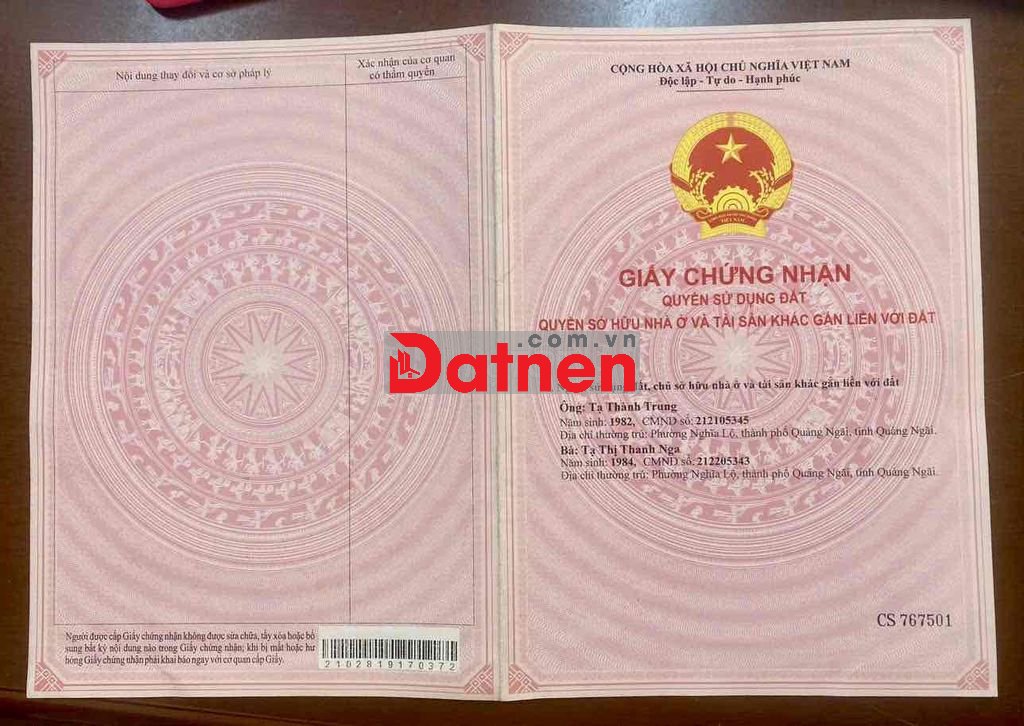 Nội dung thay đổi và cơ sở pháp lý
Xác nhận của cơ quan
có thẩm quyền
Người được cấp Giấy chứng nhận không được sửa chữa, tẩy xóa hoặc bổ
sung bất kỳ nội dung nào trong Giấy chứng nhận; khi bị mất hoặc hư
hỏng Giấy chứng nhận phải khai báo ngay với cơ quan cấp Giấy.
2102819170372
CỘNG HÒA XÃ HỘI CHỦ NGHĨA VIỆT NAM
Độc lập - Tự do - Hạnh phúc
VIỆT NAM
GIẤY CHỨNG NHẬN
QUYỀN SỬ DỤNG ĐẤT
QUYỀN SỞ HỮU NHÀ Ở VÀ TÀI SẢN KHÁC GẮN LIỀN VỚI ĐẤT
.com.vn
Datnen
đất, chủ sở hữu nhà ở và tài sản khác gắn liền với đất
Ông: Tạ Thành Trung
Năm sinh: 1982, CMND số: 212105345
Địa chỉ thường trú: Phường Nghĩa Lộ, thành phố Quảng Ngãi, tỉnh Quảng Ngãi.
Bà: Tạ Thị Thanh Nga
Năm sinh: 1984, CMND số: 212205343
Địa chỉ thường trú: Phường Nghĩa Lộ, thành phố Quảng Ngãi, tỉnh Quảng Ngãi.
CS 767501